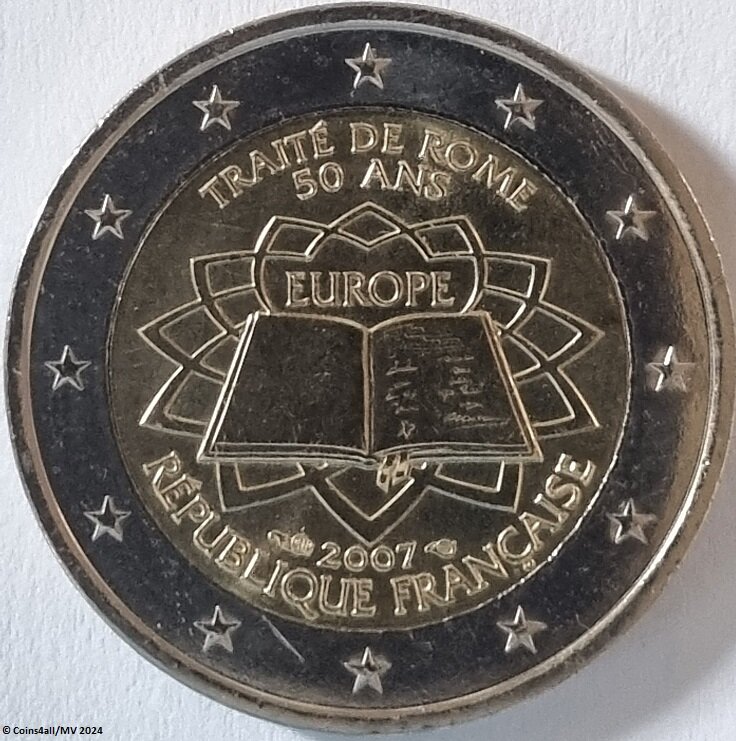 TRAITÉ DE ROME
50 ANS
EUROPE
2007
RÉPUBLIQUE FRANÇAISE
© Coins4all/MV 2024